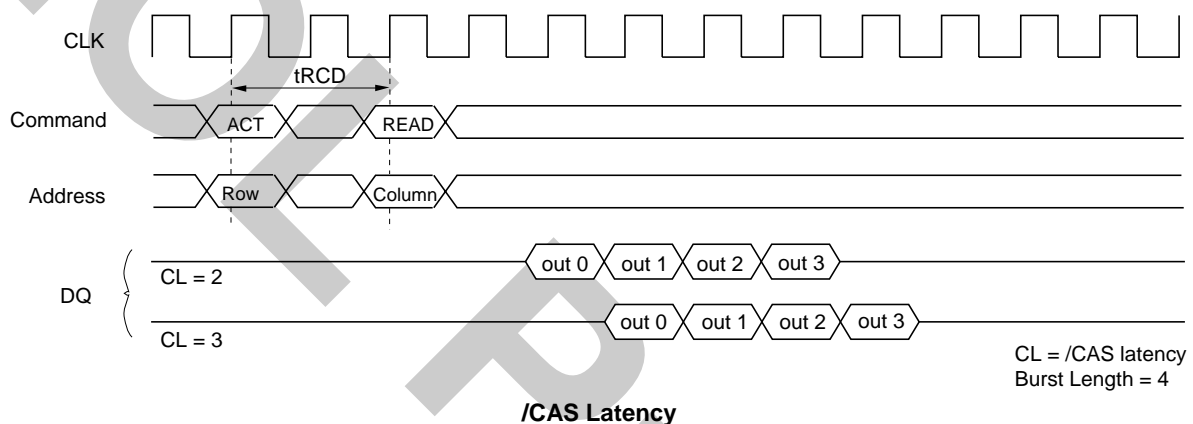 CLK
tRCD
Command ACT READ
Address Row Column
out 0 out 1 out 2 out 3
CL = 2
DQ
out 0 out 1 out 2 out 3
CL = 3
CL = /CAS latency
Burst Length = 4
/CAS Latency